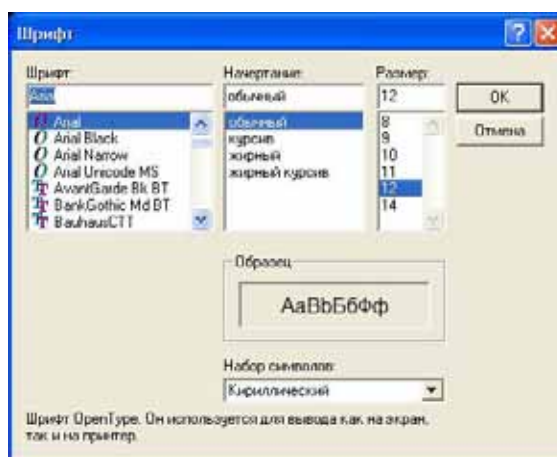 Шрифт
Шрифт: Начертание: Размер:
Arial обычный 12 ОК
Arial обычный 8 Отмена
Arial Black курсив 9
Arial Narrow жирный 10
Arial Unicode MS жирный курсив 11
AvantGarde Bk BT 12
BankGothic Md BT 14
BauhausCTT
Образец
АаВbБбФф
Набор символов:
Кириллический
Шрифт OpenType. Он используется для вывода как на экран,
так и на принтер.